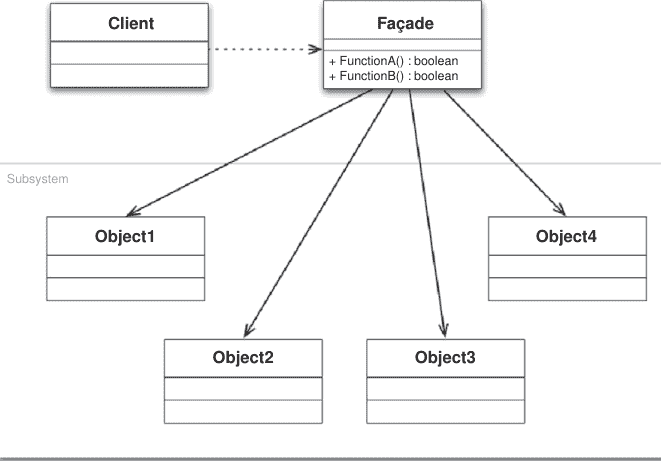 Client
Façade
+ FunctionA() : boolean
+ FunctionB() : boolean
Subsystem
Object1
Object4
Object2
Object3